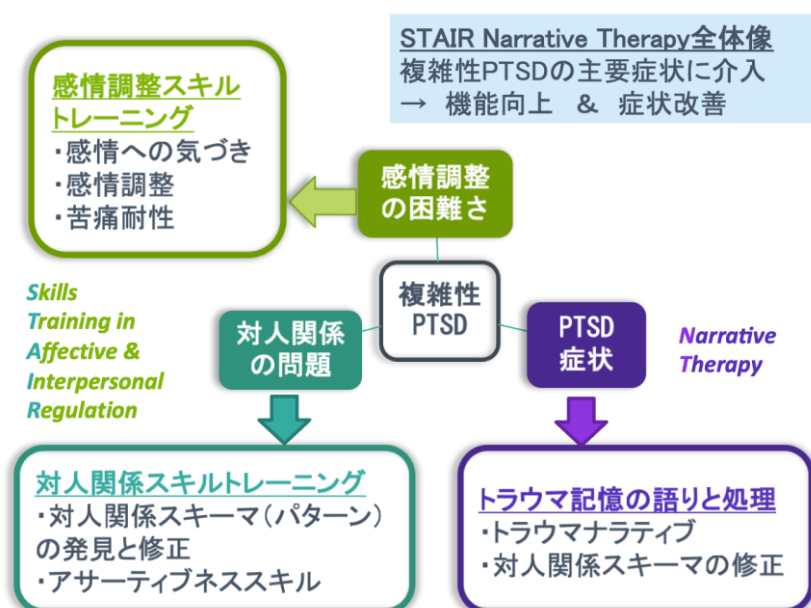 STAIR Narrative Therapy全体像
複雑性PTSDの主要症状に介入
→ 機能向上 & 症状改善
感情調整スキル
トレーニング
・感情への気づき
・感情調整
・苦痛耐性
感情調整
の困難さ
複雑性
PTSD
対人関係
の問題
PTSD
症状
Skills
Training in
Affective &
Interpersonal
Regulation
Narrative
Therapy
対人関係スキルトレーニング
・対人関係スキーマ(パターン)
の発見と修正
・アサーティブネススキル
トラウマ記憶の語りと処理
・トラウマナラティブ
・対人関係スキーマの修正